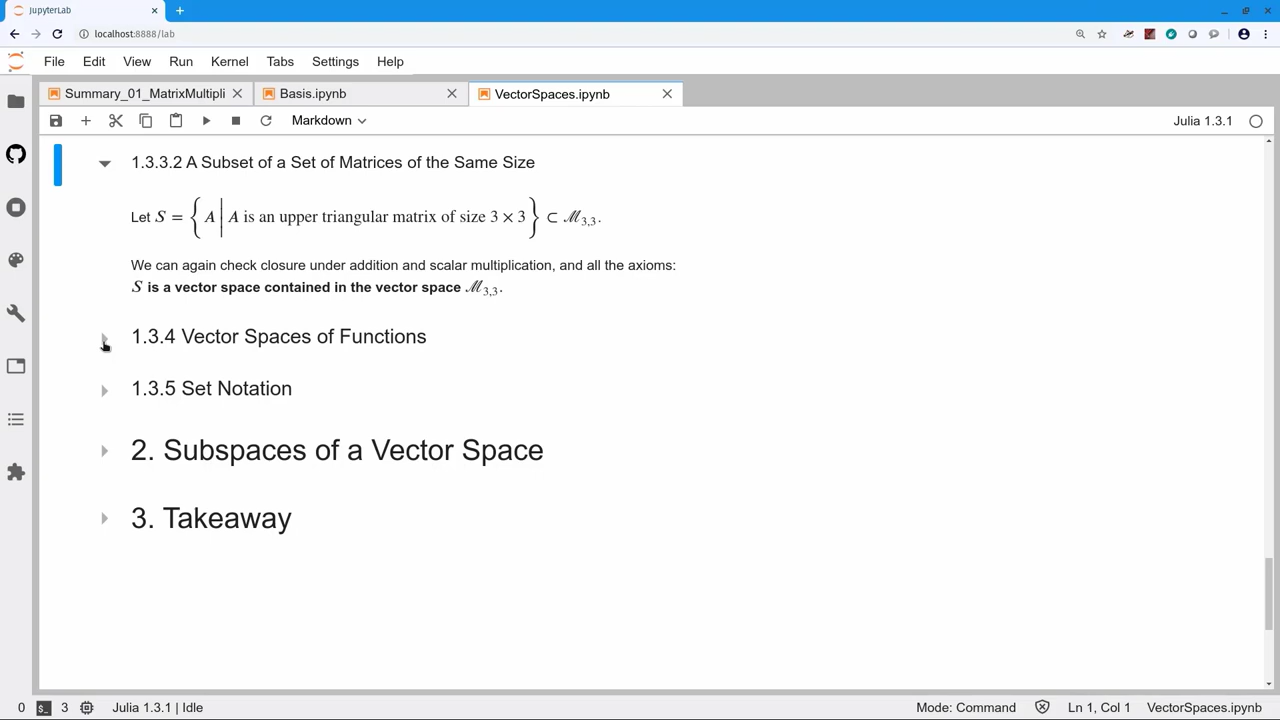 JupyterLab
localhost:8888/lab
File Edit View Run Kernel Tabs Settings Help
Summary_01_MatrixMultipli Basis.ipynb VectorSpaces.ipynb
Markdown Julia 1.3.1
1.3.3.2 A Subset of a Set of Matrices of the Same Size
Let S = { A | A is an upper triangular matrix of size 3 × 3 } ⊂ ℳ₃,₃.
We can again check closure under addition and scalar multiplication, and all the axioms:
S is a vector space contained in the vector space ℳ₃,₃.
1.3.4 Vector Spaces of Functions
1.3.5 Set Notation
2. Subspaces of a Vector Space
3. Takeaway
0 3 Julia 1.3.1 | Idle Mode: Command Ln 1, Col 1 VectorSpaces.ipynb